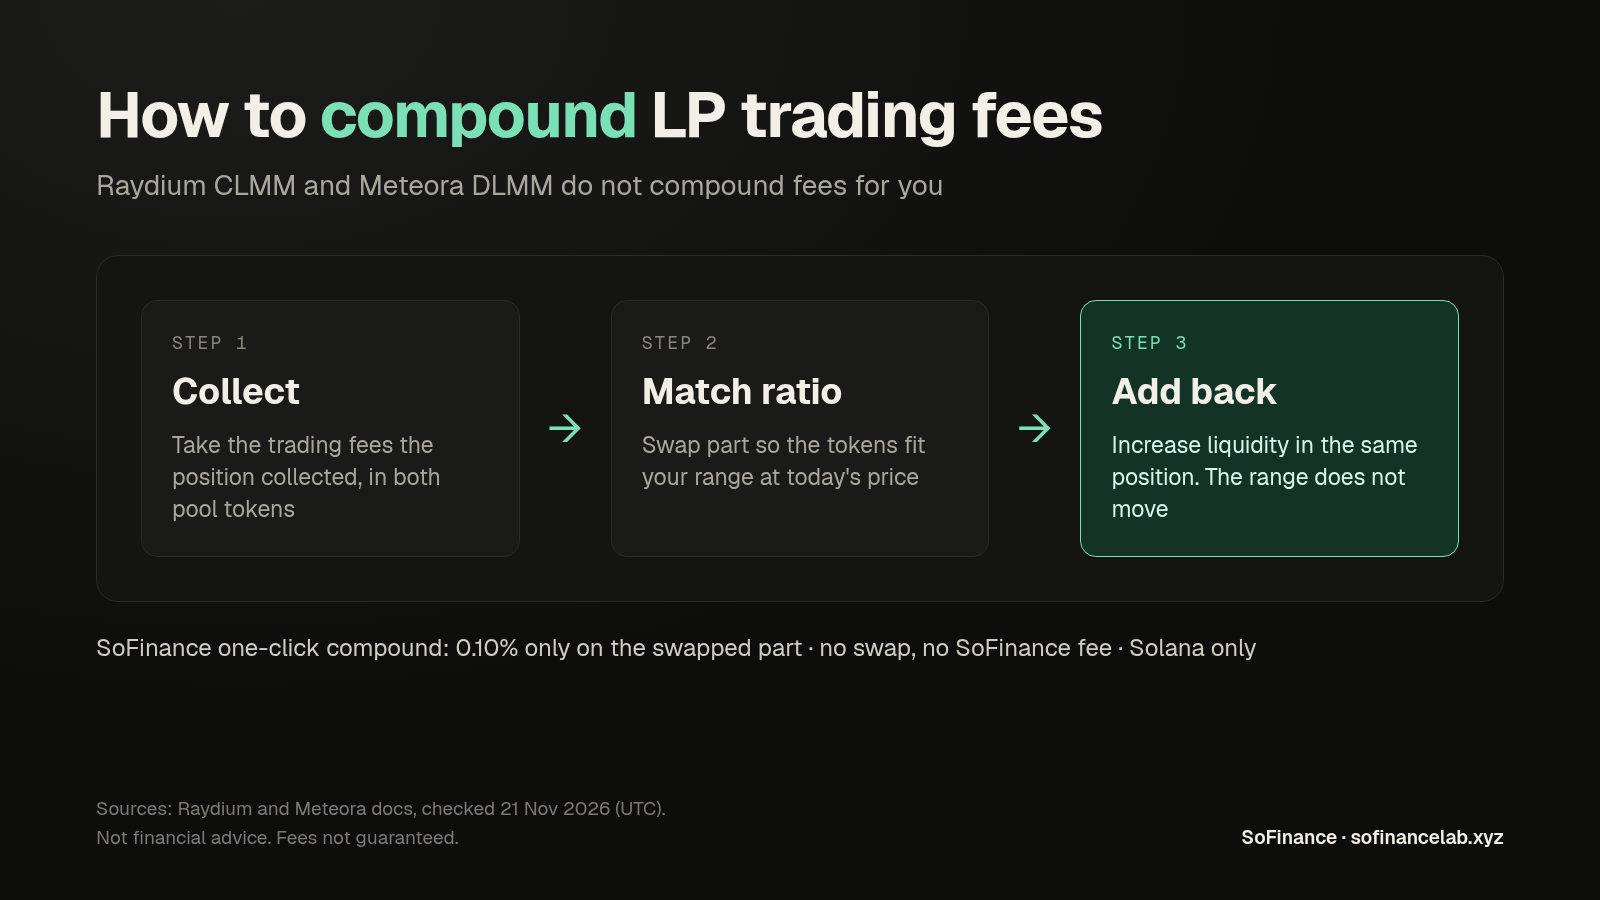 How to compound LP trading fees
Raydium CLMM and Meteora DLMM do not compound fees for you
STEP 1
Collect
Take the trading fees the
position collected, in both
pool tokens
→
STEP 2
Match ratio
Swap part so the tokens fit
your range at today's price
→
STEP 3
Add back
Increase liquidity in the same
position. The range does not
move
SoFinance one-click compound: 0.10% only on the swapped part · no swap, no SoFinance fee · Solana only
Sources: Raydium and Meteora docs, checked 21 Nov 2026 (UTC).
Not financial advice. Fees not guaranteed.
SoFinance · sofinancelab.xyz